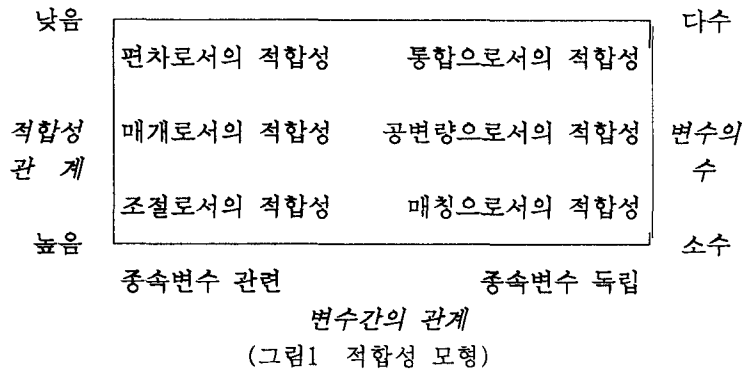 낮음 다수
편차로서의 적합성 통합으로서의 적합성
적합성 매개로서의 적합성 공변량으로서의 적합성 변수의
관 계 수
조절로서의 적합성 매칭으로서의 적합성
높음 소수
종속변수 관련 종속변수 독립
변수간의 관계
(그림1 적합성 모형)